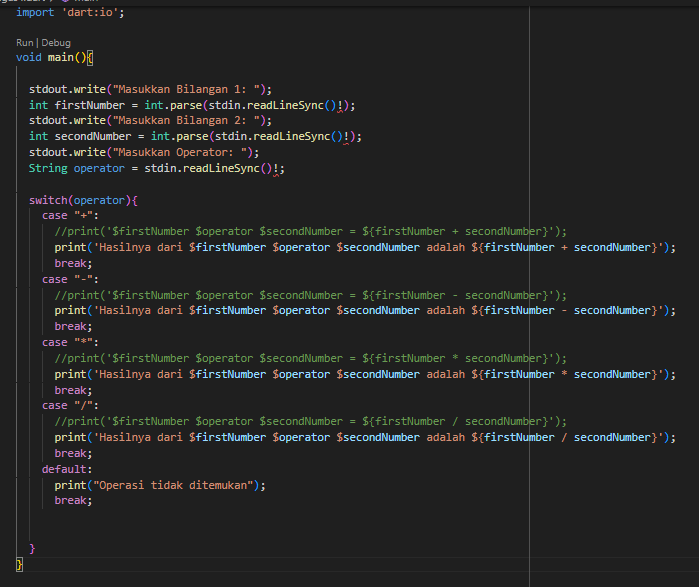 import 'dart:io';
Run | Debug
void main(){
stdout.write("Masukkan Bilangan 1: ");
int firstNumber = int.parse(stdin.readLineSync()!);
stdout.write("Masukkan Bilangan 2: ");
int secondNumber = int.parse(stdin.readLineSync()!);
stdout.write("Masukkan Operator: ");
String operator = stdin.readLineSync()!;
switch(operator){
case "+":
//print('$firstNumber $operator $secondNumber = ${firstNumber + secondNumber}');
print('Hasilnya dari $firstNumber $operator $secondNumber adalah ${firstNumber + secondNumber}');
break;
case "-":
//print('$firstNumber $operator $secondNumber = ${firstNumber - secondNumber}');
print('Hasilnya dari $firstNumber $operator $secondNumber adalah ${firstNumber - secondNumber}');
break;
case "*":
//print('$firstNumber $operator $secondNumber = ${firstNumber * secondNumber}');
print('Hasilnya dari $firstNumber $operator $secondNumber adalah ${firstNumber * secondNumber}');
break;
case "/":
//print('$firstNumber $operator $secondNumber = ${firstNumber / secondNumber}');
print('Hasilnya dari $firstNumber $operator $secondNumber adalah ${firstNumber / secondNumber}');
break;
default:
print("Operasi tidak ditemukan");
break;
}
}